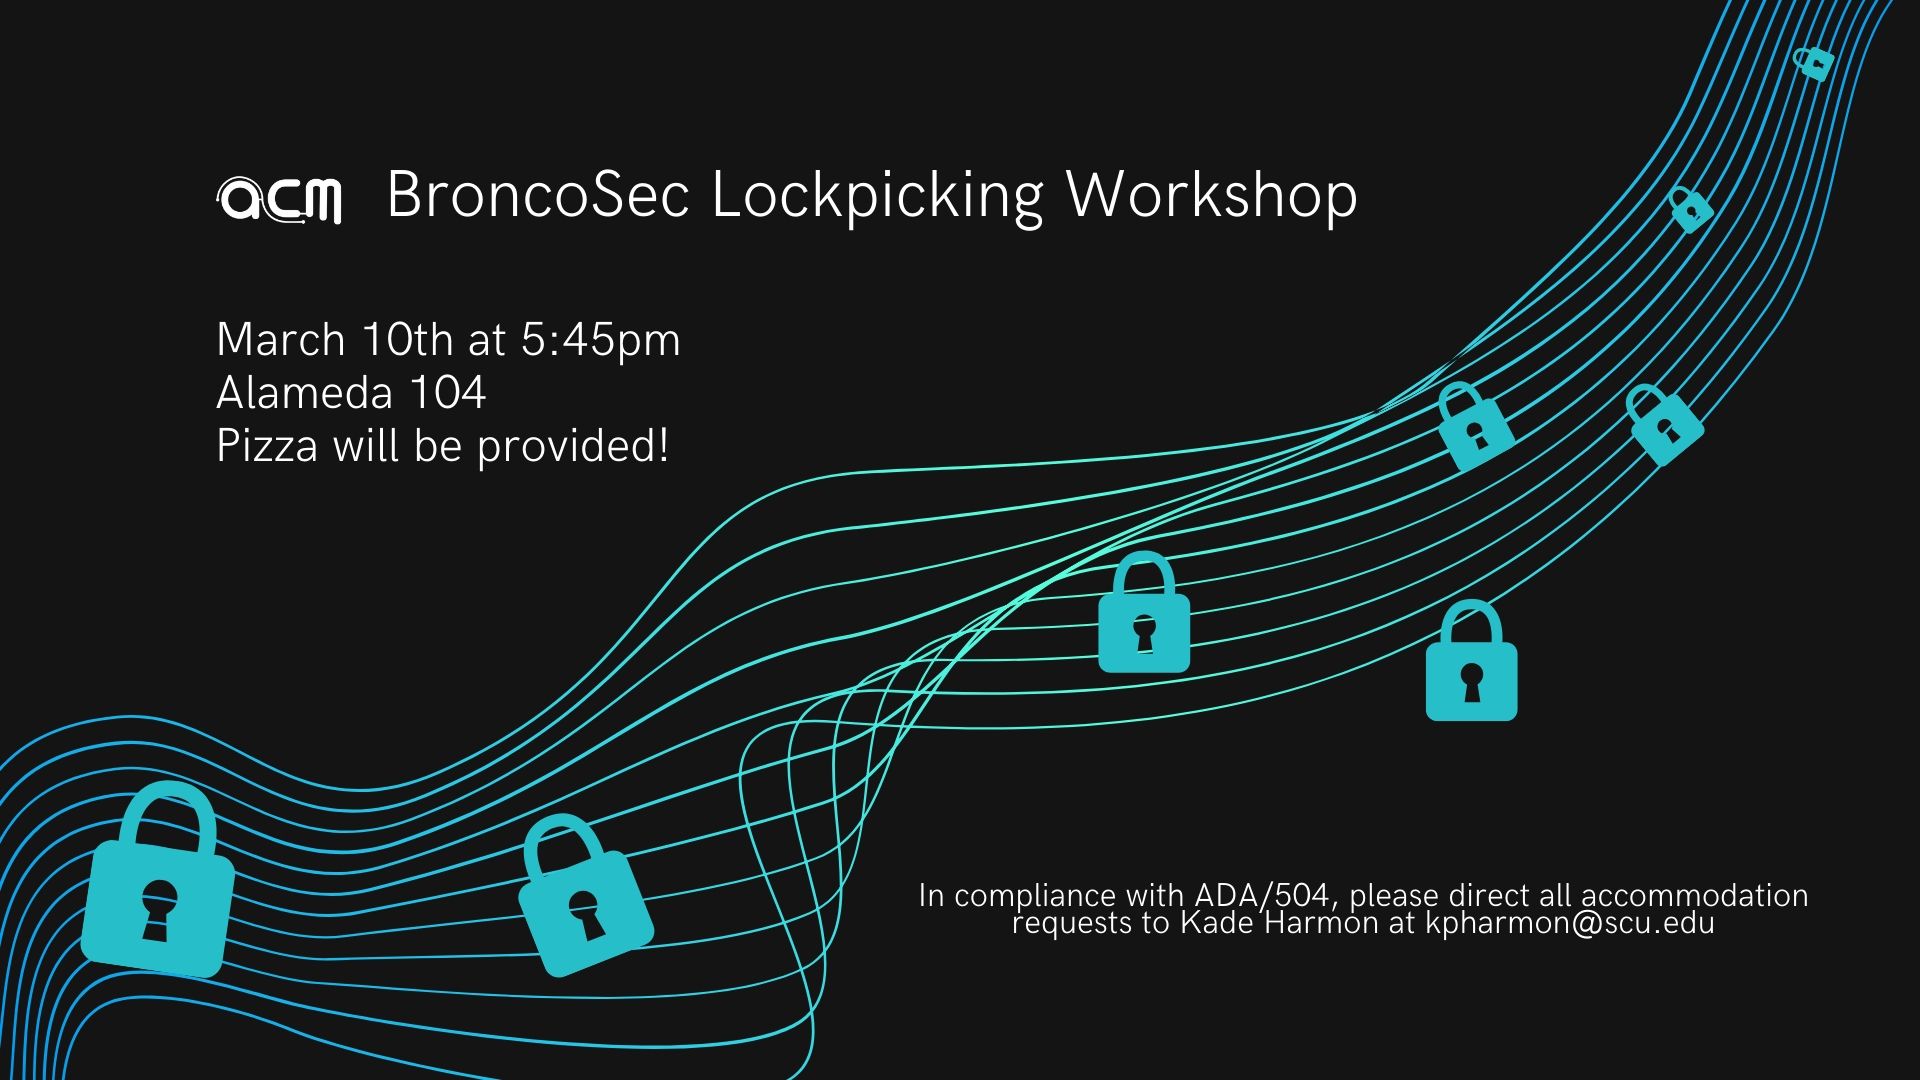 acm BroncoSec Lockpicking Workshop
March 10th at 5:45pm
Alameda 104
Pizza will be provided!
In compliance with ADA/504, please direct all accommodation
requests to Kade Harmon at kpharmon@scu.edu